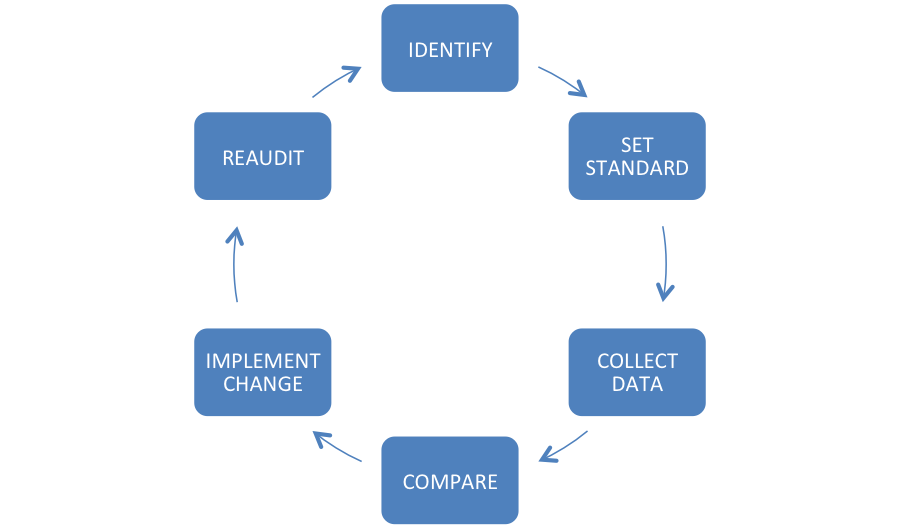 IDENTIFY
SET
STANDARD
COLLECT
DATA
COMPARE
IMPLEMENT
CHANGE
REAUDIT